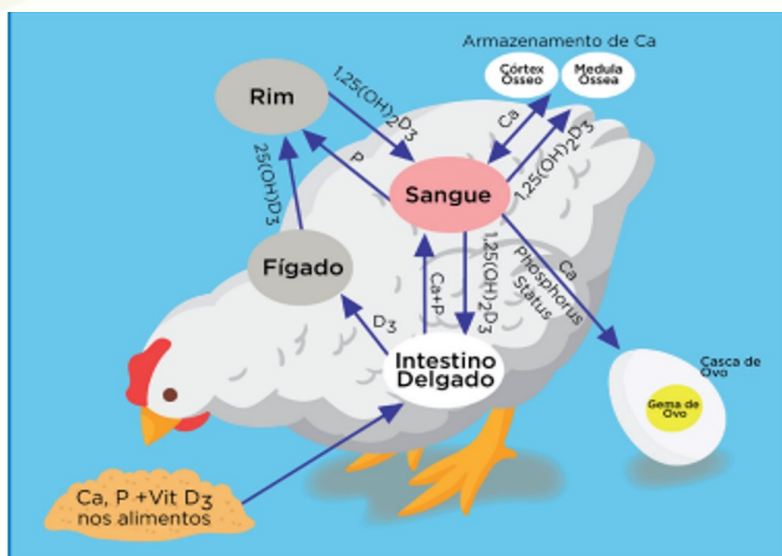 Armazenamento de Ca
Córtex
Ósseo
Medula
Óssea
Rim
1,25(OH)2D3
Ca
1,25(OH)2D3
P
25(OH)D3
Sangue
Fígado
Ca+P
1,25(OH)2D3
Ca
Phosphorus
Status
D3
Intestino
Delgado
Casca de
Ovo
Gema de
Ovo
Ca, P +Vit D3
nos alimentos